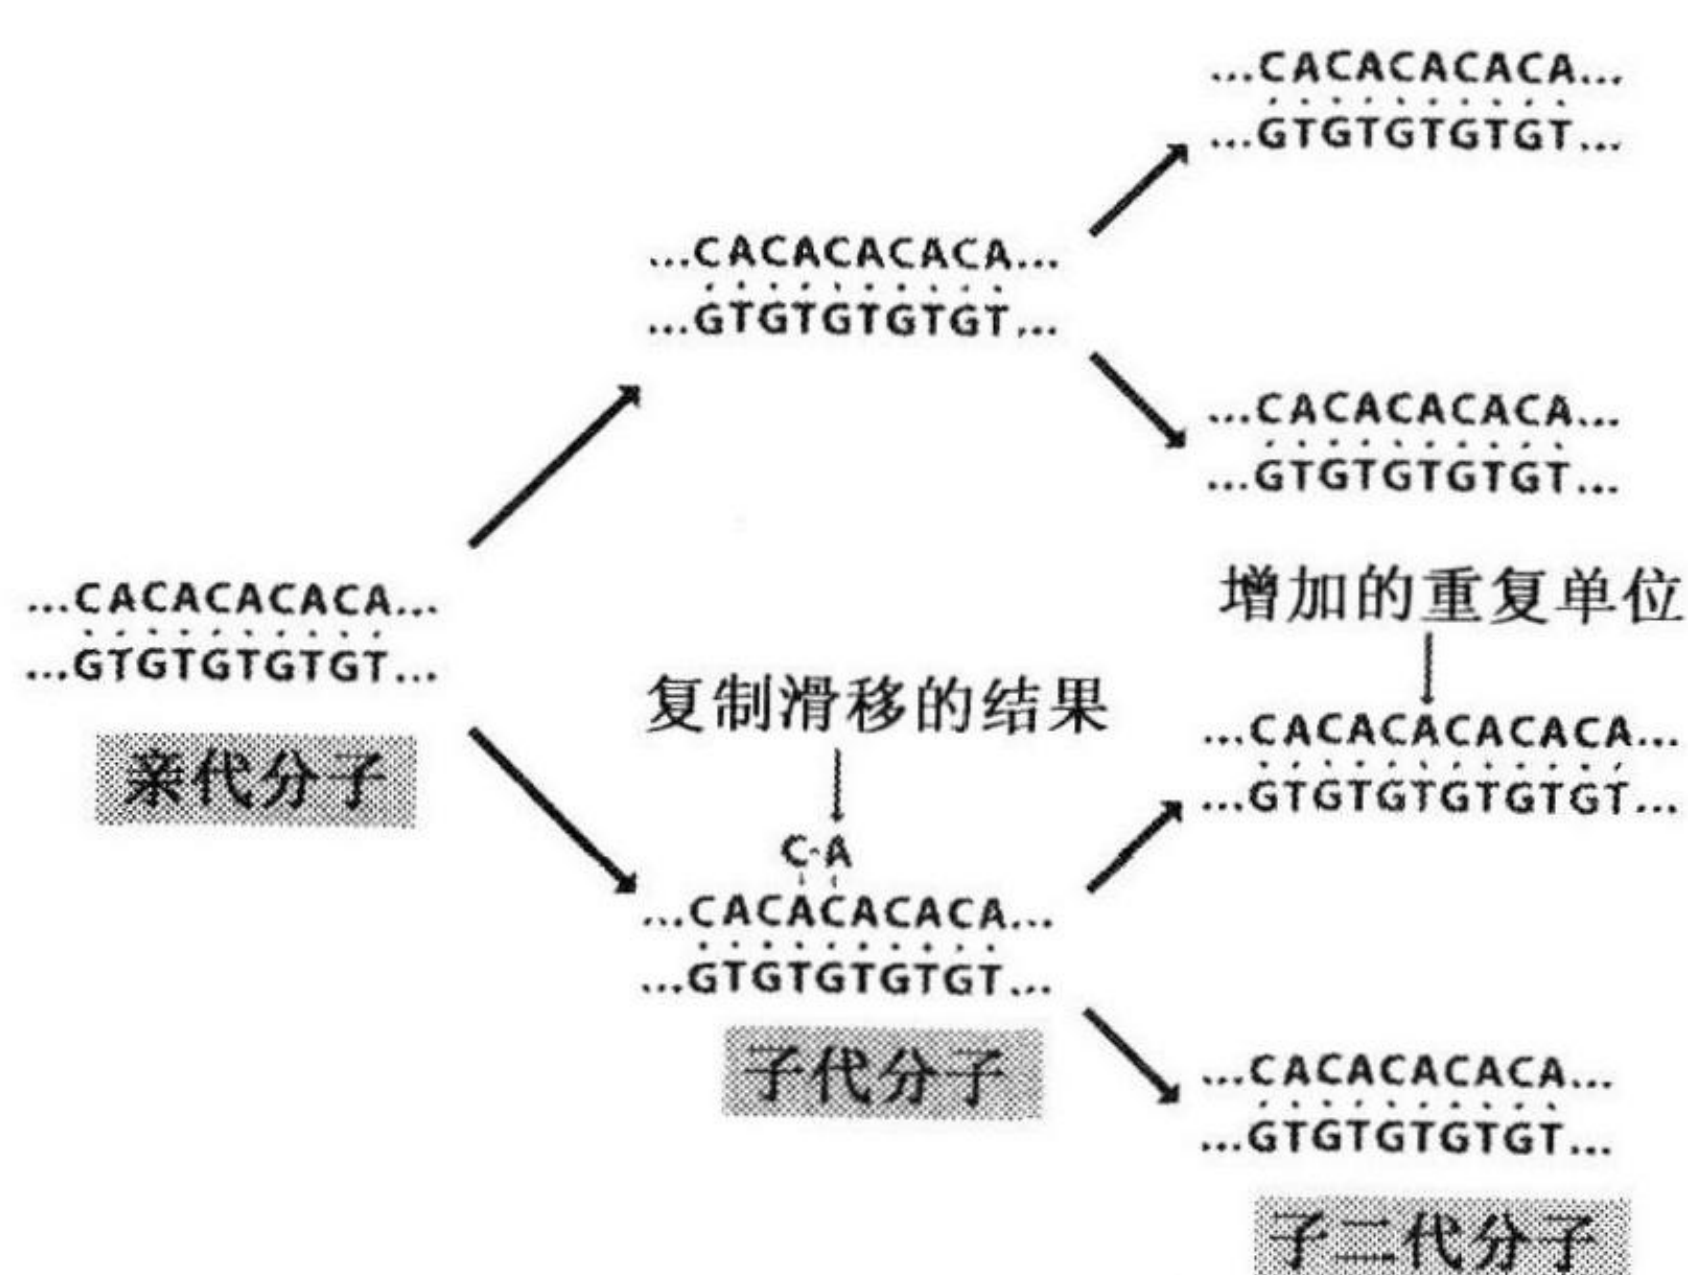 ...CACACACACA...
...GTGTGTGTGT...
...CACACACACA...
...GTGTGTGTGT...
...CACACACACA...
...GTGTGTGTGT...
增加的重复单位
...CACACACACA...
...GTGTGTGTGT...
亲代分子
复制滑移的结果
...CACACACACACA...
...GTGTGTGTGTGT...
C-A
...CACACACACA...
...GTGTGTGTGT...
子代分子
...CACACACACA...
...GTGTGTGTGT...
子二代分子